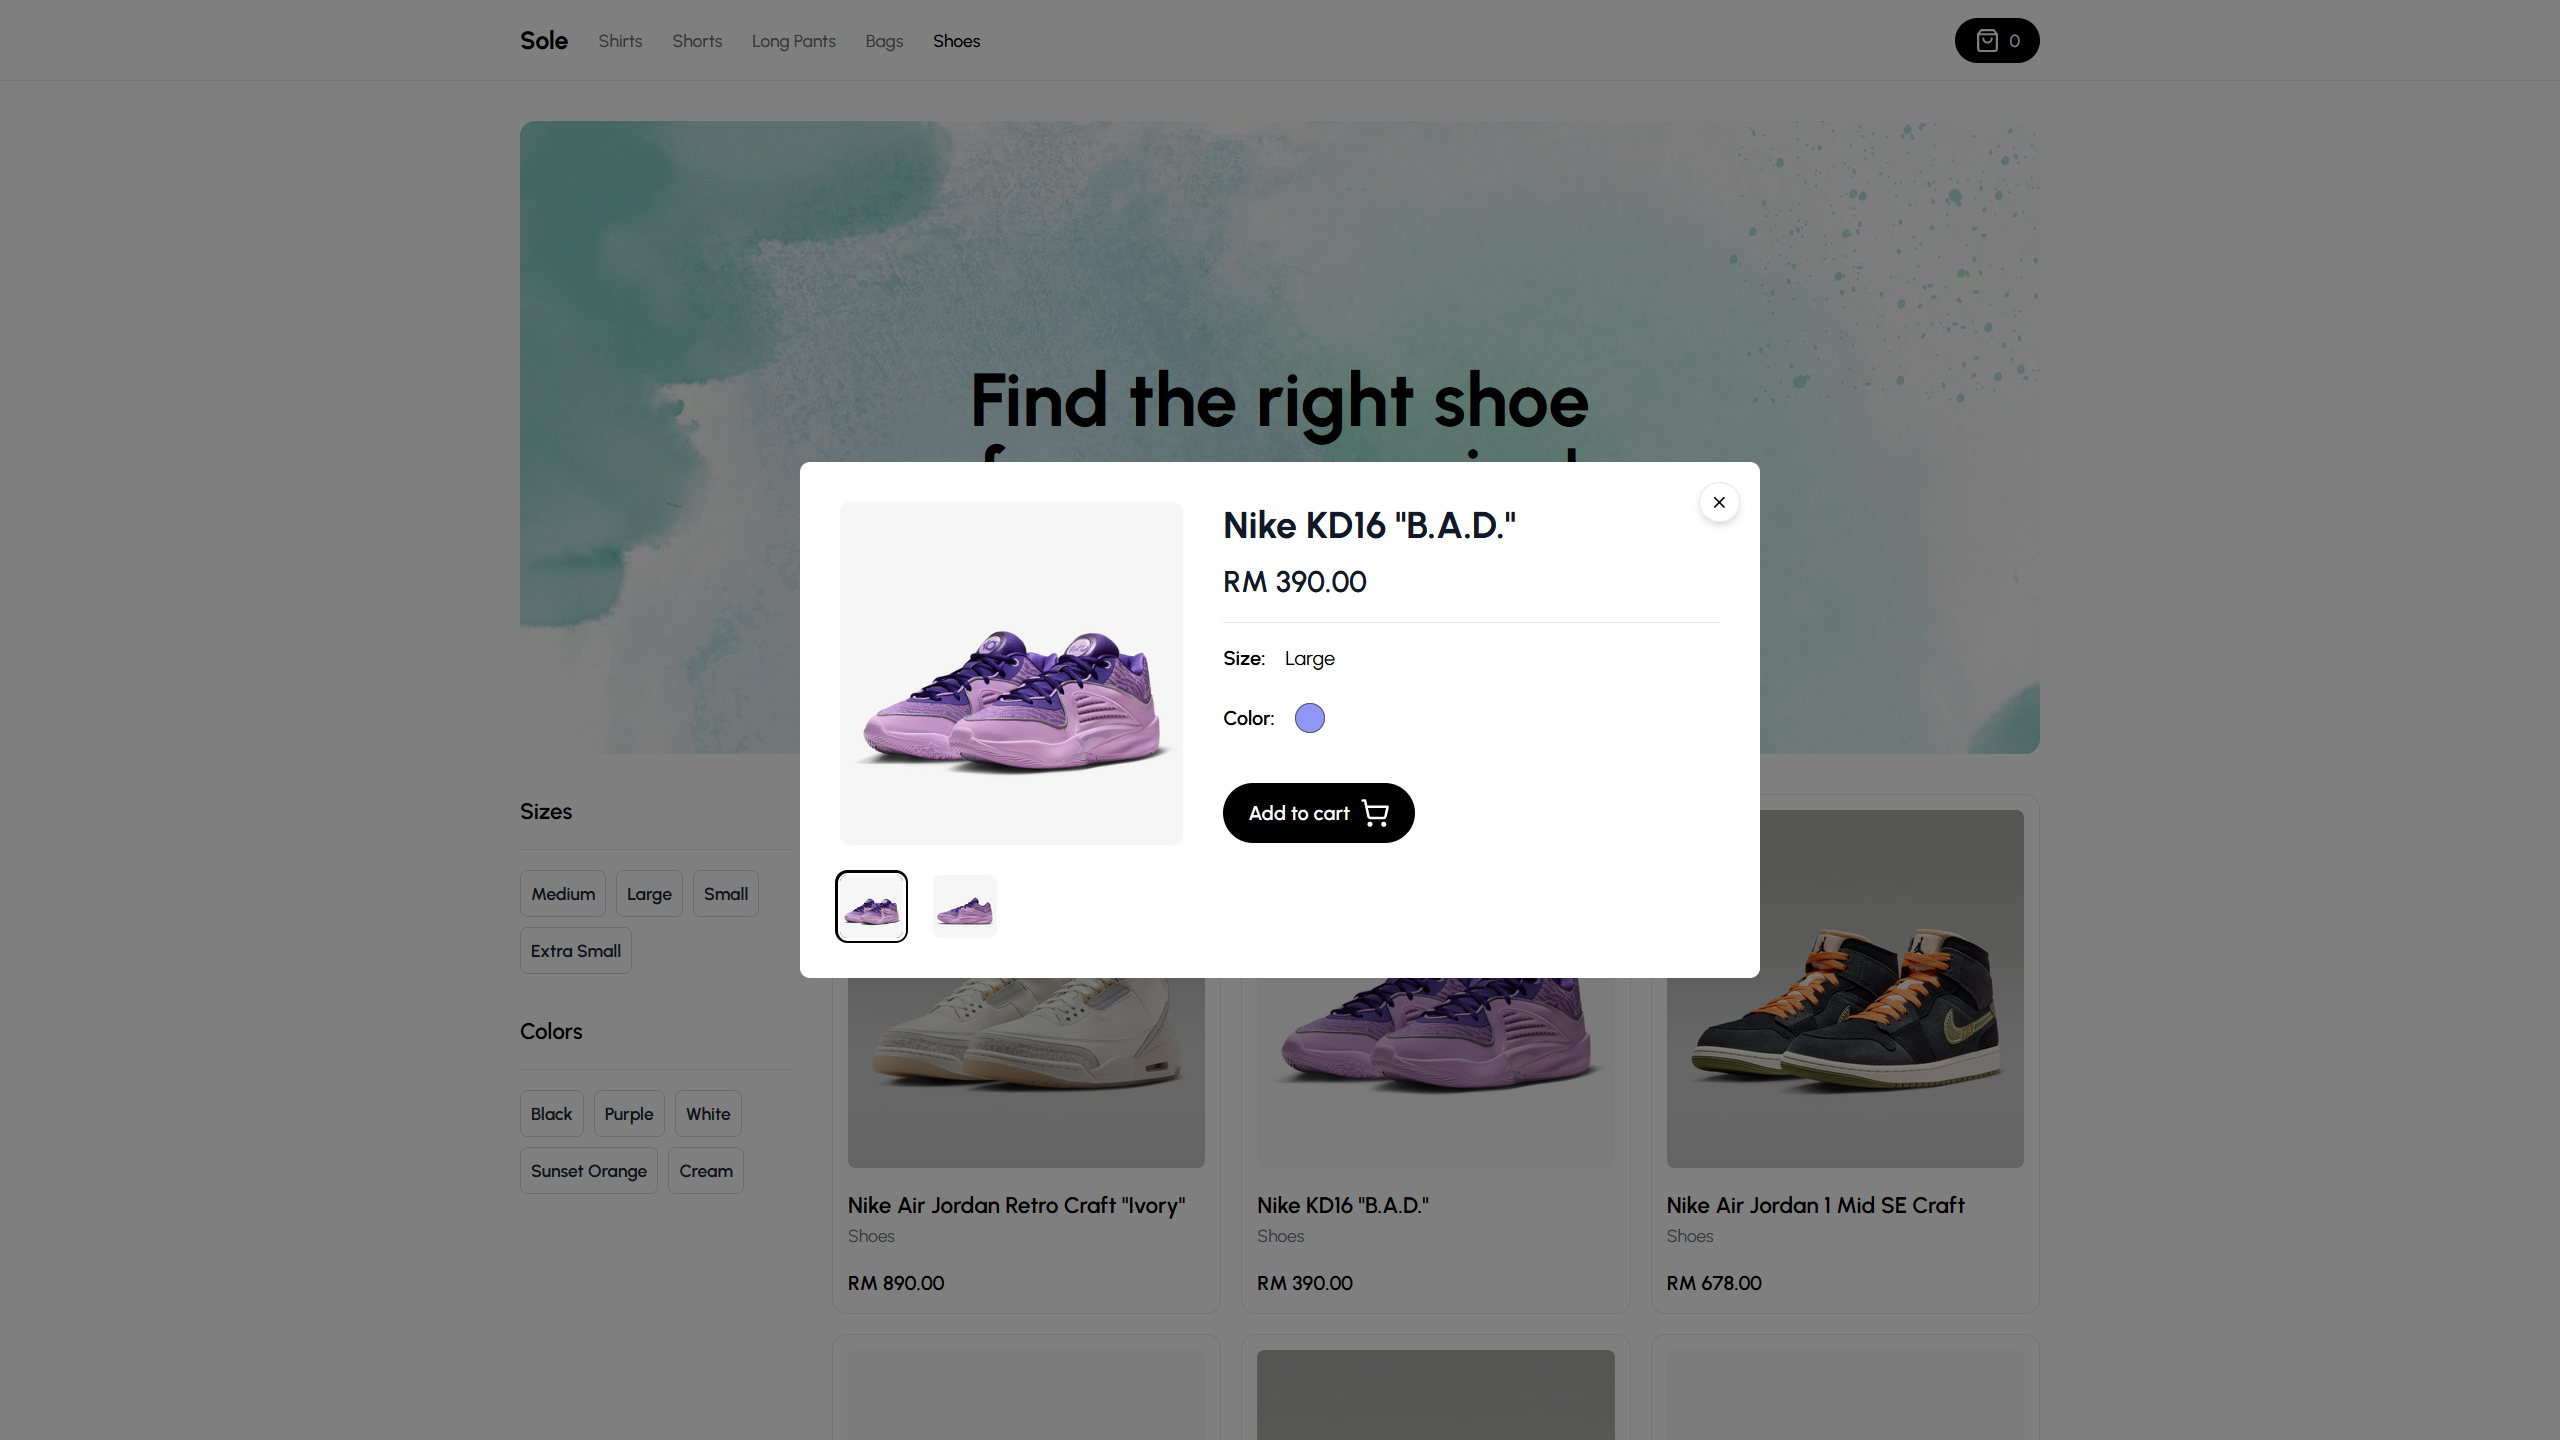 Sole
Shirts
Shorts
Long Pants
Bags
Shoes
0
Find the right shoe
Nike KD16 "B.A.D."
RM 390.00
Size: Large
Color:
Add to cart
Sizes
Medium
Large
Small
Extra Small
Colors
Black
Purple
White
Sunset Orange
Cream
Nike Air Jordan Retro Craft "Ivory"
Shoes
RM 890.00
Nike KD16 "B.A.D."
Shoes
RM 390.00
Nike Air Jordan 1 Mid SE Craft
Shoes
RM 678.00